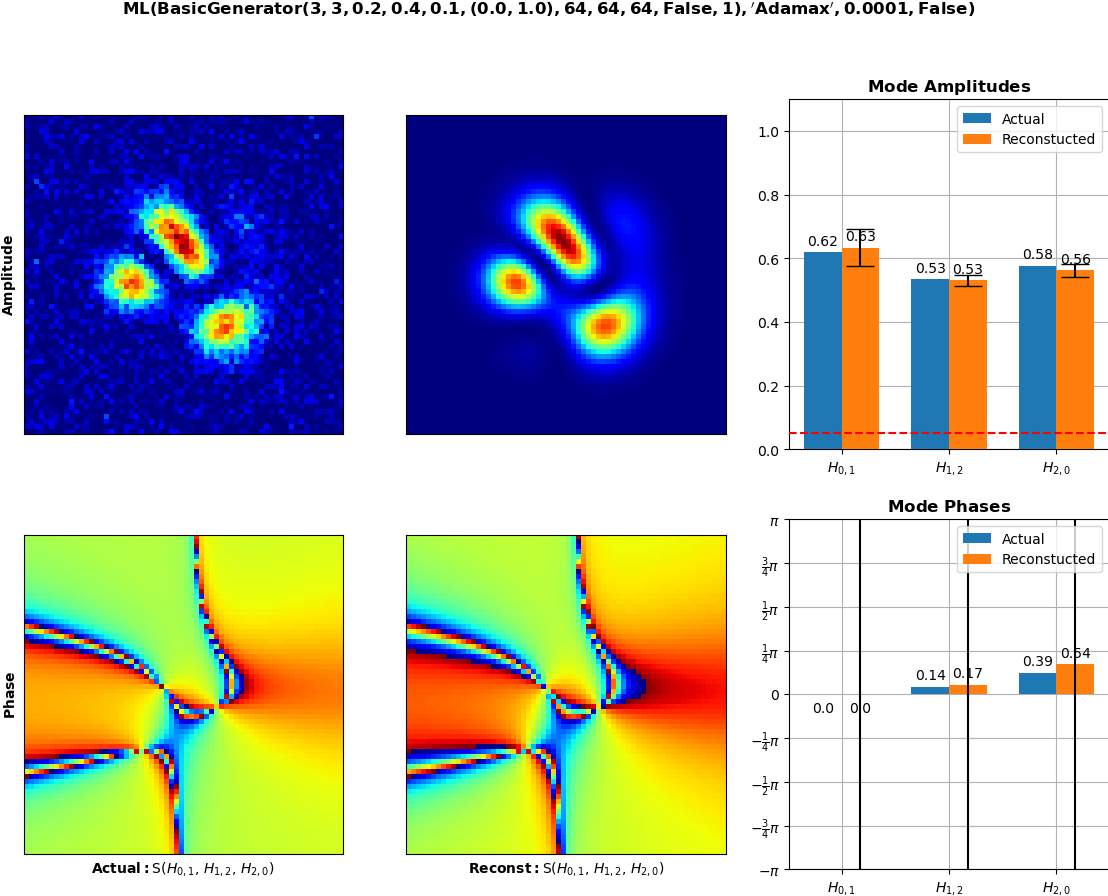 ML(BasicGenerator(3, 3, 0.2, 0.4, 0.1, (0.0, 1.0), 64, 64, 64, False, 1), ′Adamax′, 0.0001, False)
Amplitude
Mode Amplitudes
Actual
Reconstucted
1.0
0.8
0.6
0.4
0.2
0.0
0.62
0.63
0.53
0.53
0.58
0.56
H0, 1
H1, 2
H2, 0
Phase
Actual: S(H0, 1, H1, 2, H2, 0)
Reconst: S(H0, 1, H1, 2, H2, 0)
Mode Phases
Actual
Reconstucted
π
3/4π
1/2π
1/4π
0
−1/4π
−1/2π
−3/4π
−π
0.0
0.0
0.14
0.17
0.39
0.54
H0, 1
H1, 2
H2, 0